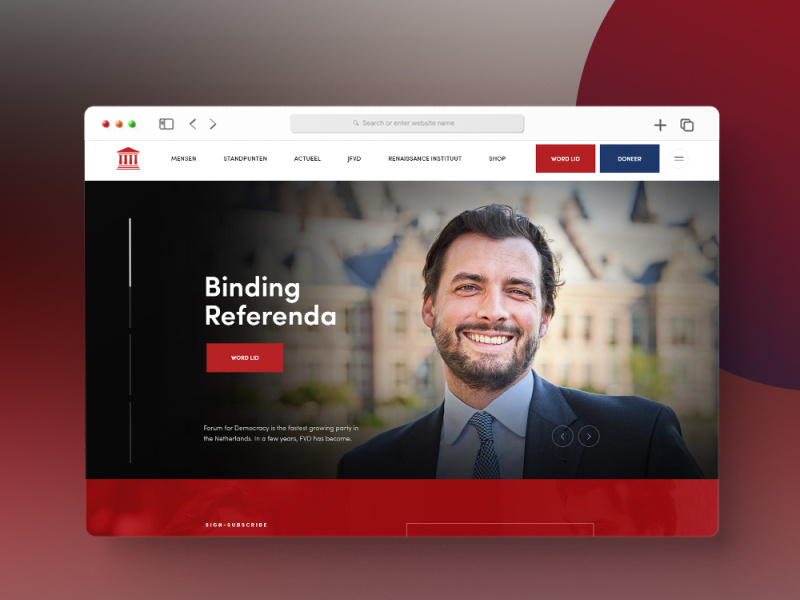 Search or enter website name
MENSEN STANDPUNTEN ACTUEEL JFVD RENAISSANCE INSTITUUT SHOP WORD LID DONEER
Binding
Referenda
WORD LID
Forum for Democracy is the fastest growing party in
the Netherlands. In a few years, FVD has become.
SIGN-SUBSCRIBE